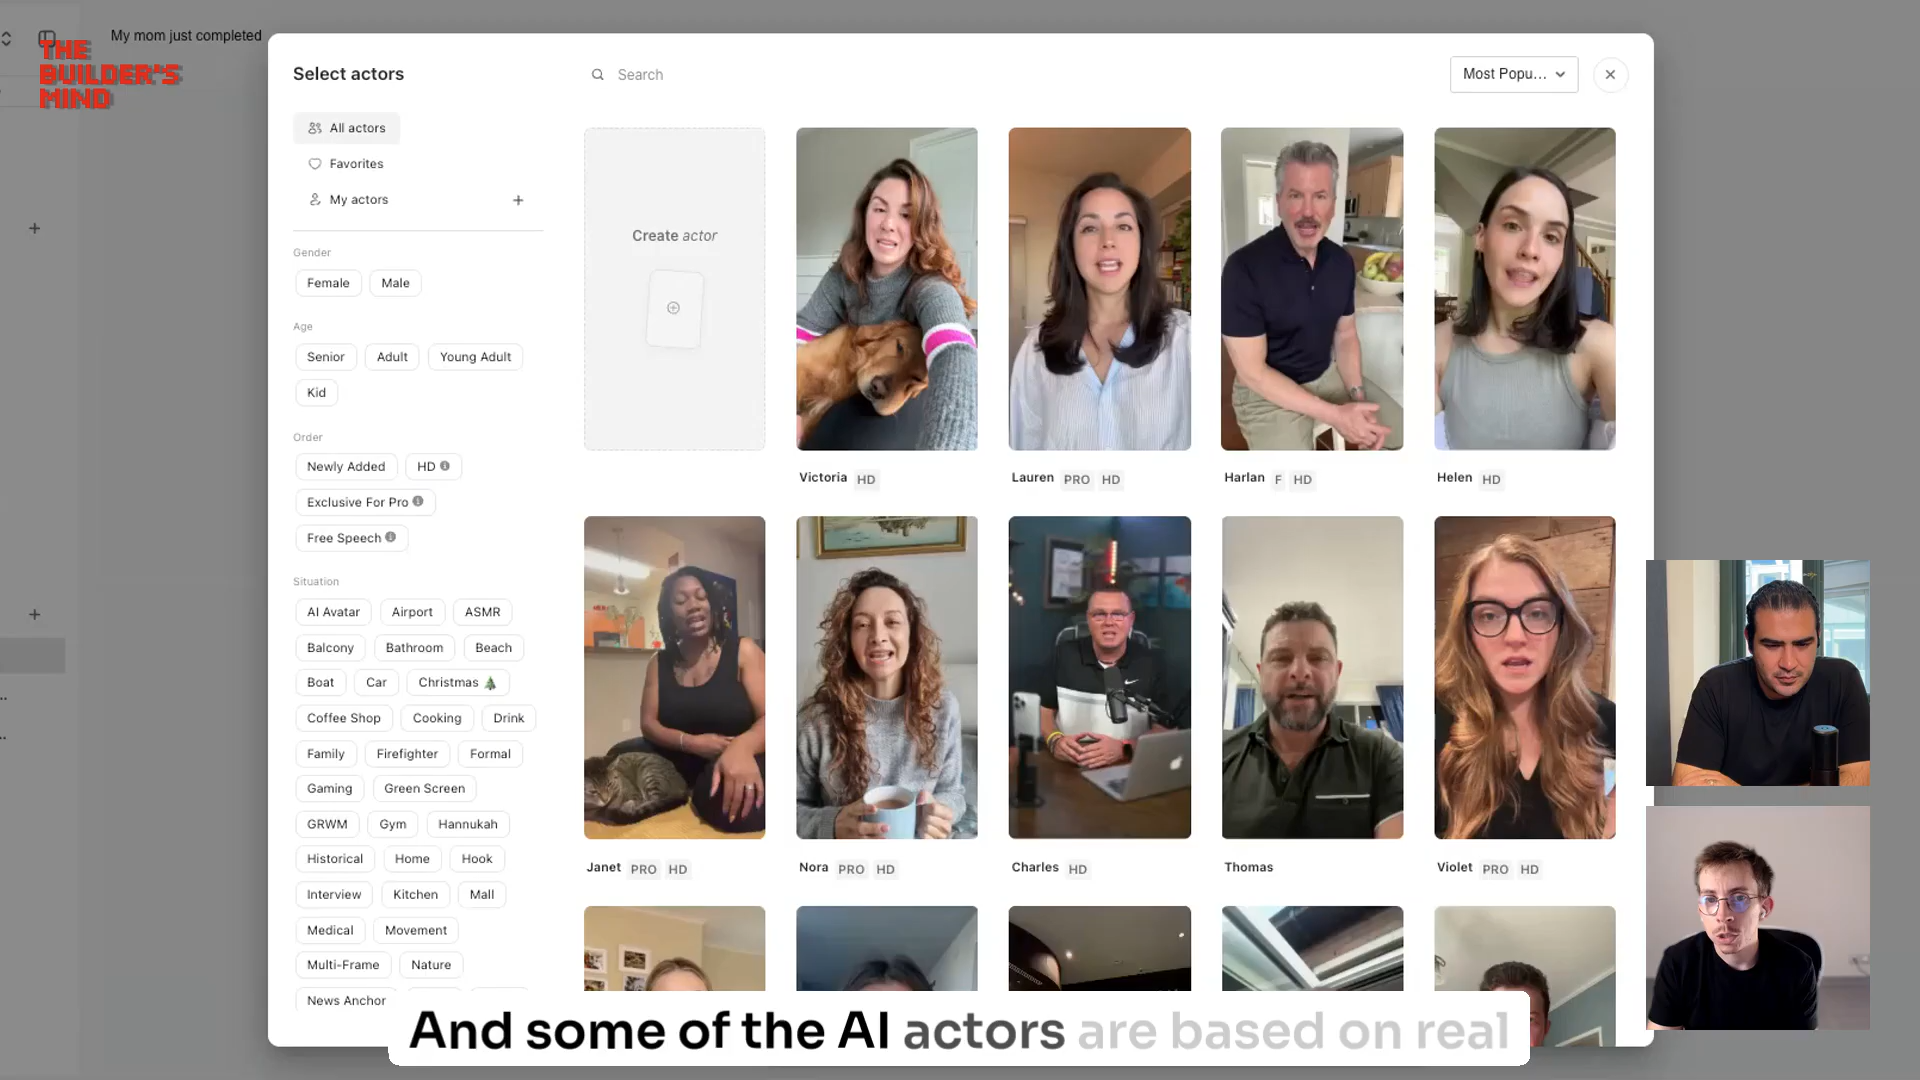 My mom just completed
THE
BUILDER'S
MIND
Select actors
Search
Most Popu...
All actors
Favorites
My actors
Gender
Female
Male
Age
Senior
Adult
Young Adult
Kid
Order
Newly Added
HD
Exclusive For Pro
Free Speech
Situation
AI Avatar
Airport
ASMR
Balcony
Bathroom
Beach
Boat
Car
Christmas 🎄
Coffee Shop
Cooking
Drink
Family
Firefighter
Formal
Gaming
Green Screen
GRWM
Gym
Hannukah
Historical
Home
Hook
Interview
Kitchen
Mall
Medical
Movement
Multi-Frame
Nature
News Anchor
Create actor
Victoria HD
Lauren PRO HD
Harlan F HD
Helen HD
Janet PRO HD
Nora PRO HD
Charles HD
Thomas
Violet PRO HD
And some of the AI actors are based on real